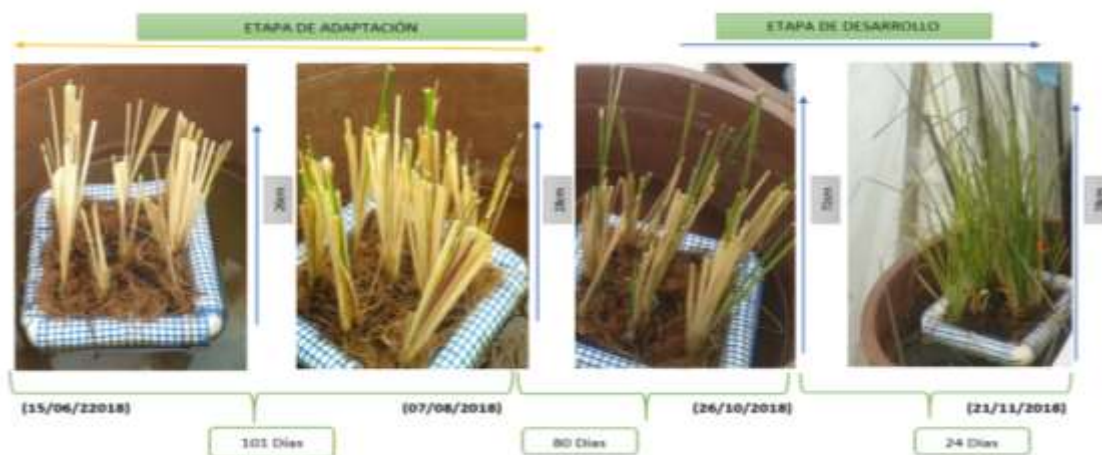 ETAPA DE ADAPTACIÓN
ETAPA DE DESARROLLO
(15/06/22018)
(07/08/2018)
(26/10/2018)
(21/11/2018)
101 Días
80 Días
24 Días